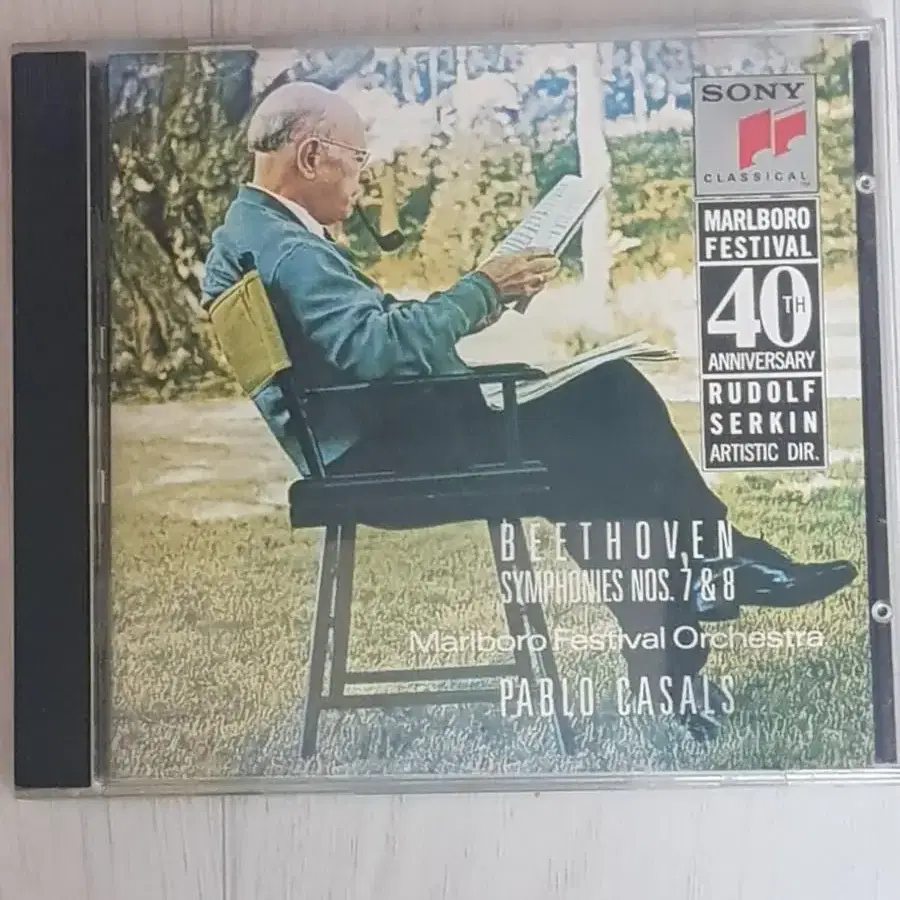 SONY
CLASSICAL™
MARLBORO
FESTIVAL
40TH
ANNIVERSARY
RUDOLF
SERKIN
ARTISTIC DIR.
BEETHOVEN
SYMPHONIES NOS. 7 & 8
Marlboro Festival Orchestra
PABLO CASALS